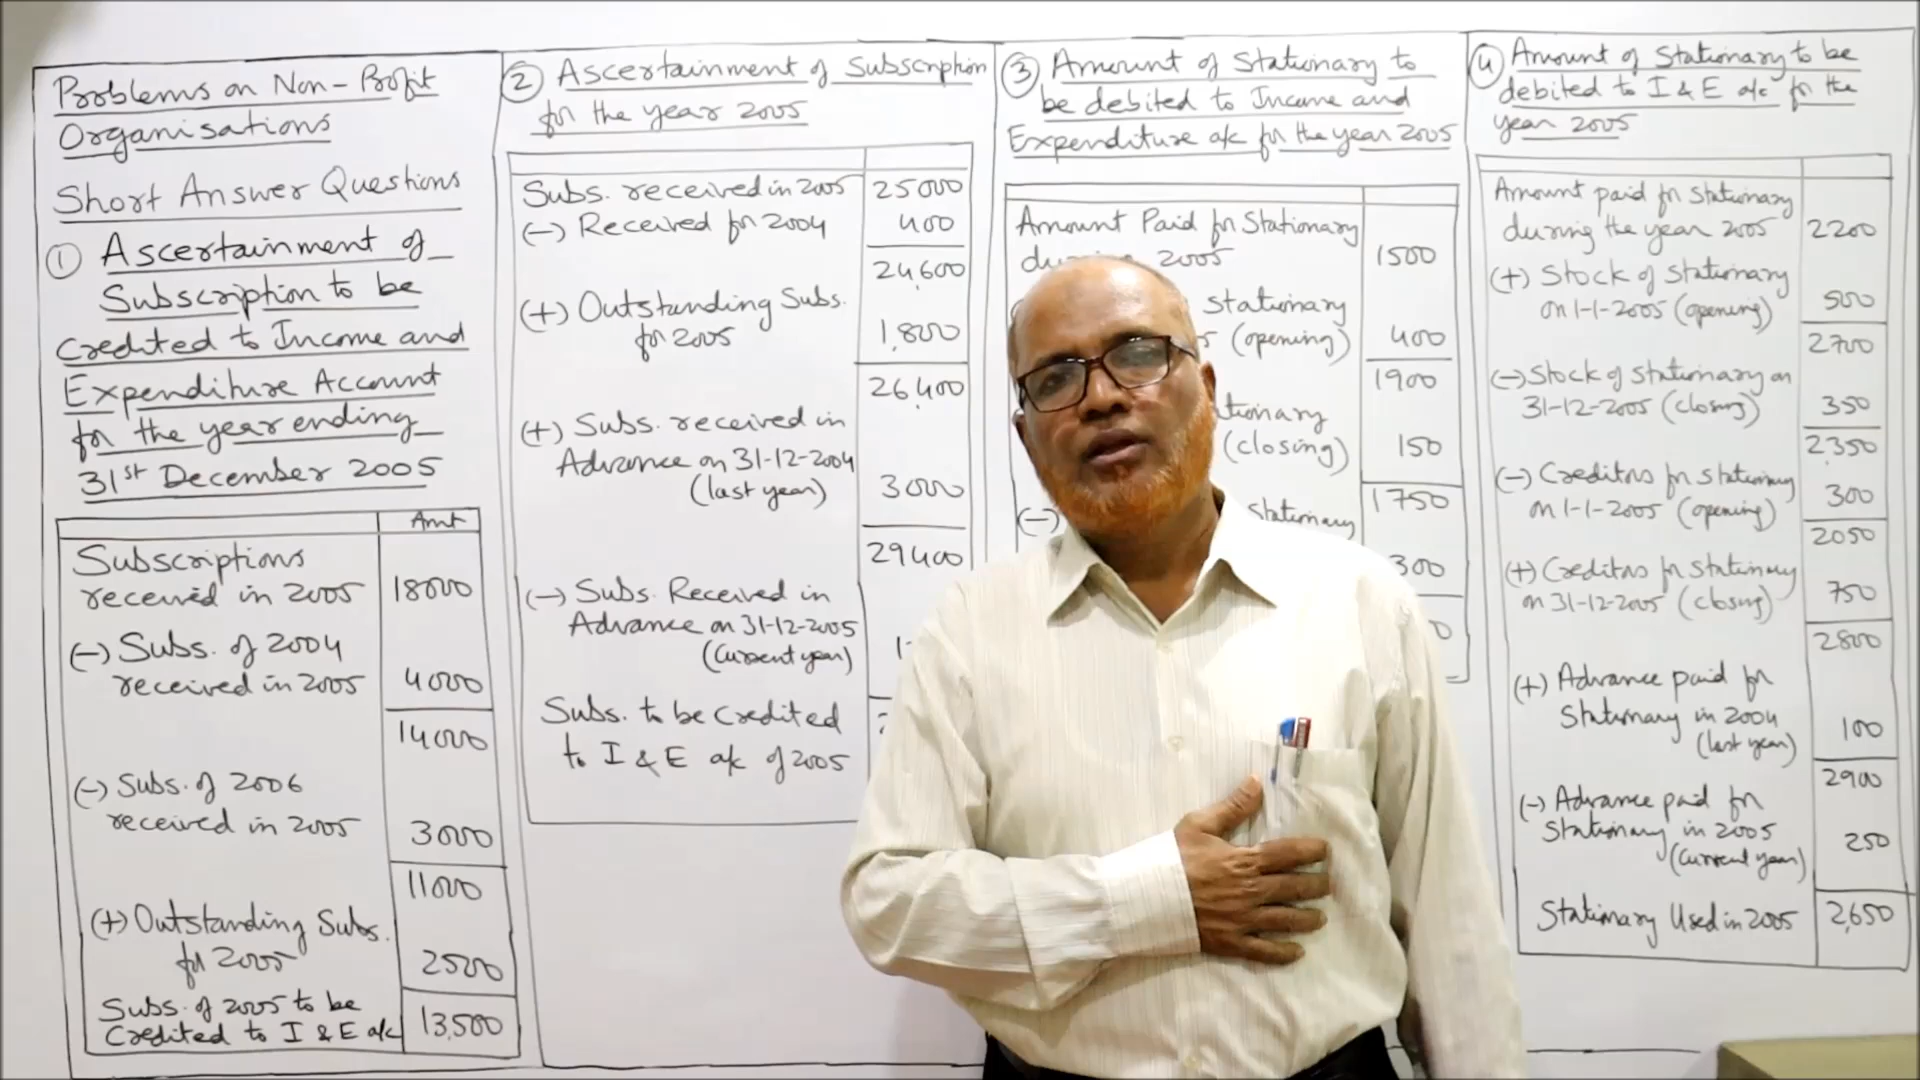 Problems on Non-Profit
Organisations
Short Answer Questions
① Ascertainment of
Subscription to be
Credited to Income and
Expenditure Account
for the year ending
31st December 2005
Amt
Subscriptions
received in 2005 18000
(-) Subs. of 2004
received in 2005 4000
14000
(-) Subs. of 2006
received in 2005 3000
11000
(+) Outstanding Subs.
for 2005 2500
Subs. of 2005 to be
Credited to I & E a/c 13,500
② Ascertainment of Subscription
for the year 2005
Subs. received in 2005 25000
(-) Received for 2004 400
24,600
(+) Outstanding Subs.
for 2005 1,800
26,400
(+) Subs. received in
Advance on 31-12-2004
(last year) 3000
29400
(-) Subs. Received in
Advance on 31-12-2005
(Current year)
Subs. to be Credited
to I & E a/c of 2005
③ Amount of Stationary to
be debited to Income and
Expenditure a/c for the year 2005
Amount Paid for Stationary
2005 1500
Stationary
(opening) 400
1900
(closing) 150
1750
(-) Stationary
300
④ Amount of Stationary to be
debited to I & E a/c for the
year 2005
Amount paid for Stationary
during the year 2005 2200
(+) Stock of Stationary
on 1-1-2005 (opening) 500
2700
(-) Stock of Stationary on
31-12-2005 (closing) 350
2,350
(-) Creditors for Stationary
on 1-1-2005 (opening) 300
2050
(+) Creditors for Stationary
on 31-12-2005 (closing) 750
2800
(+) Advance paid for
Stationary in 2004
(last year) 100
2900
(-) Advance paid for
Stationary in 2005
(Current year) 250
Stationary Used in 2005 2,650